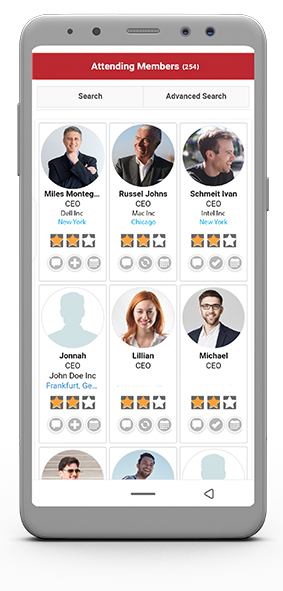 Attending Members (254)
Search Advanced Search
Miles Monteg... Russel Johns Schmeit Ivan
CEO CEO CEO
Dell Inc Mac Inc Intel Inc
New York Chicago New York
Jonnah Lillian Michael
CEO CEO CEO
John Doe Inc
Frankfurt, Ge...